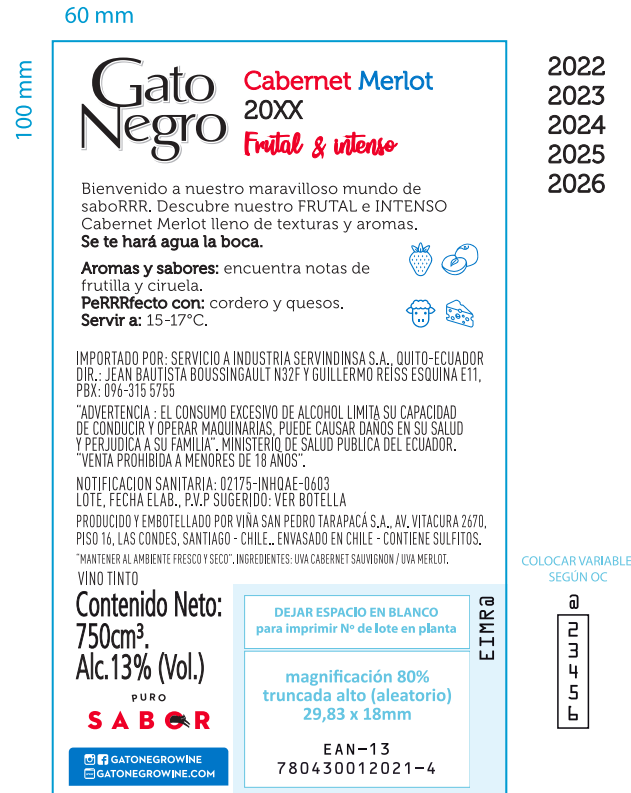 60 mm
100 mm
Gato
Negro
Cabernet Merlot
20XX
Frutal & intenso
2022
2023
2024
2025
2026
Bienvenido a nuestro maravilloso mundo de
saboRRR. Descubre nuestro FRUTAL e INTENSO
Cabernet Merlot lleno de texturas y aromas.
Se te hará agua la boca.
Aromas y sabores: encuentra notas de
frutilla y ciruela.
PeRRRfecto con: cordero y quesos.
Servir a: 15-17°C.
IMPORTADO POR: SERVICIO A INDUSTRIA SERVINDINSA S.A., QUITO-ECUADOR
DIR.: JEAN BAUTISTA BOUSSINGAULT N32F Y GUILLERMO REISS ESQUINA E11,
PBX: 096-315 5755
"ADVERTENCIA : EL CONSUMO EXCESIVO DE ALCOHOL LIMITA SU CAPACIDAD
DE CONDUCIR Y OPERAR MAQUINARIAS, PUEDE CAUSAR DAÑOS EN SU SALUD
Y PERJUDICA A SU FAMILIA". MINISTERIO DE SALUD PUBLICA DEL ECUADOR.
"VENTA PROHIBIDA A MENORES DE 18 AÑOS".
NOTIFICACION SANITARIA: 02175-INHQAE-0603
LOTE, FECHA ELAB., P.V.P SUGERIDO: VER BOTELLA
PRODUCIDO Y EMBOTELLADO POR VIÑA SAN PEDRO TARAPACÁ S.A., AV. VITACURA 2670,
PISO 16, LAS CONDES, SANTIAGO - CHILE.. ENVASADO EN CHILE - CONTIENE SULFITOS.
"MANTENER AL AMBIENTE FRESCO Y SECO". INGREDIENTES: UVA CABERNET SAUVIGNON / UVA MERLOT.
VINO TINTO
Contenido Neto:
750cm³.
Alc.13% (Vol.)
PURO
SABOR
GATONEGROWINE
GATONEGROWINE.COM
DEJAR ESPACIO EN BLANCO
para imprimir Nº de lote en planta
EIMR@
magnificación 80%
truncada alto (aleatorio)
29,83 x 18mm
EAN-13
780430012021-4
COLOCAR VARIABLE
SEGÚN OC
@
2
3
4
5
6